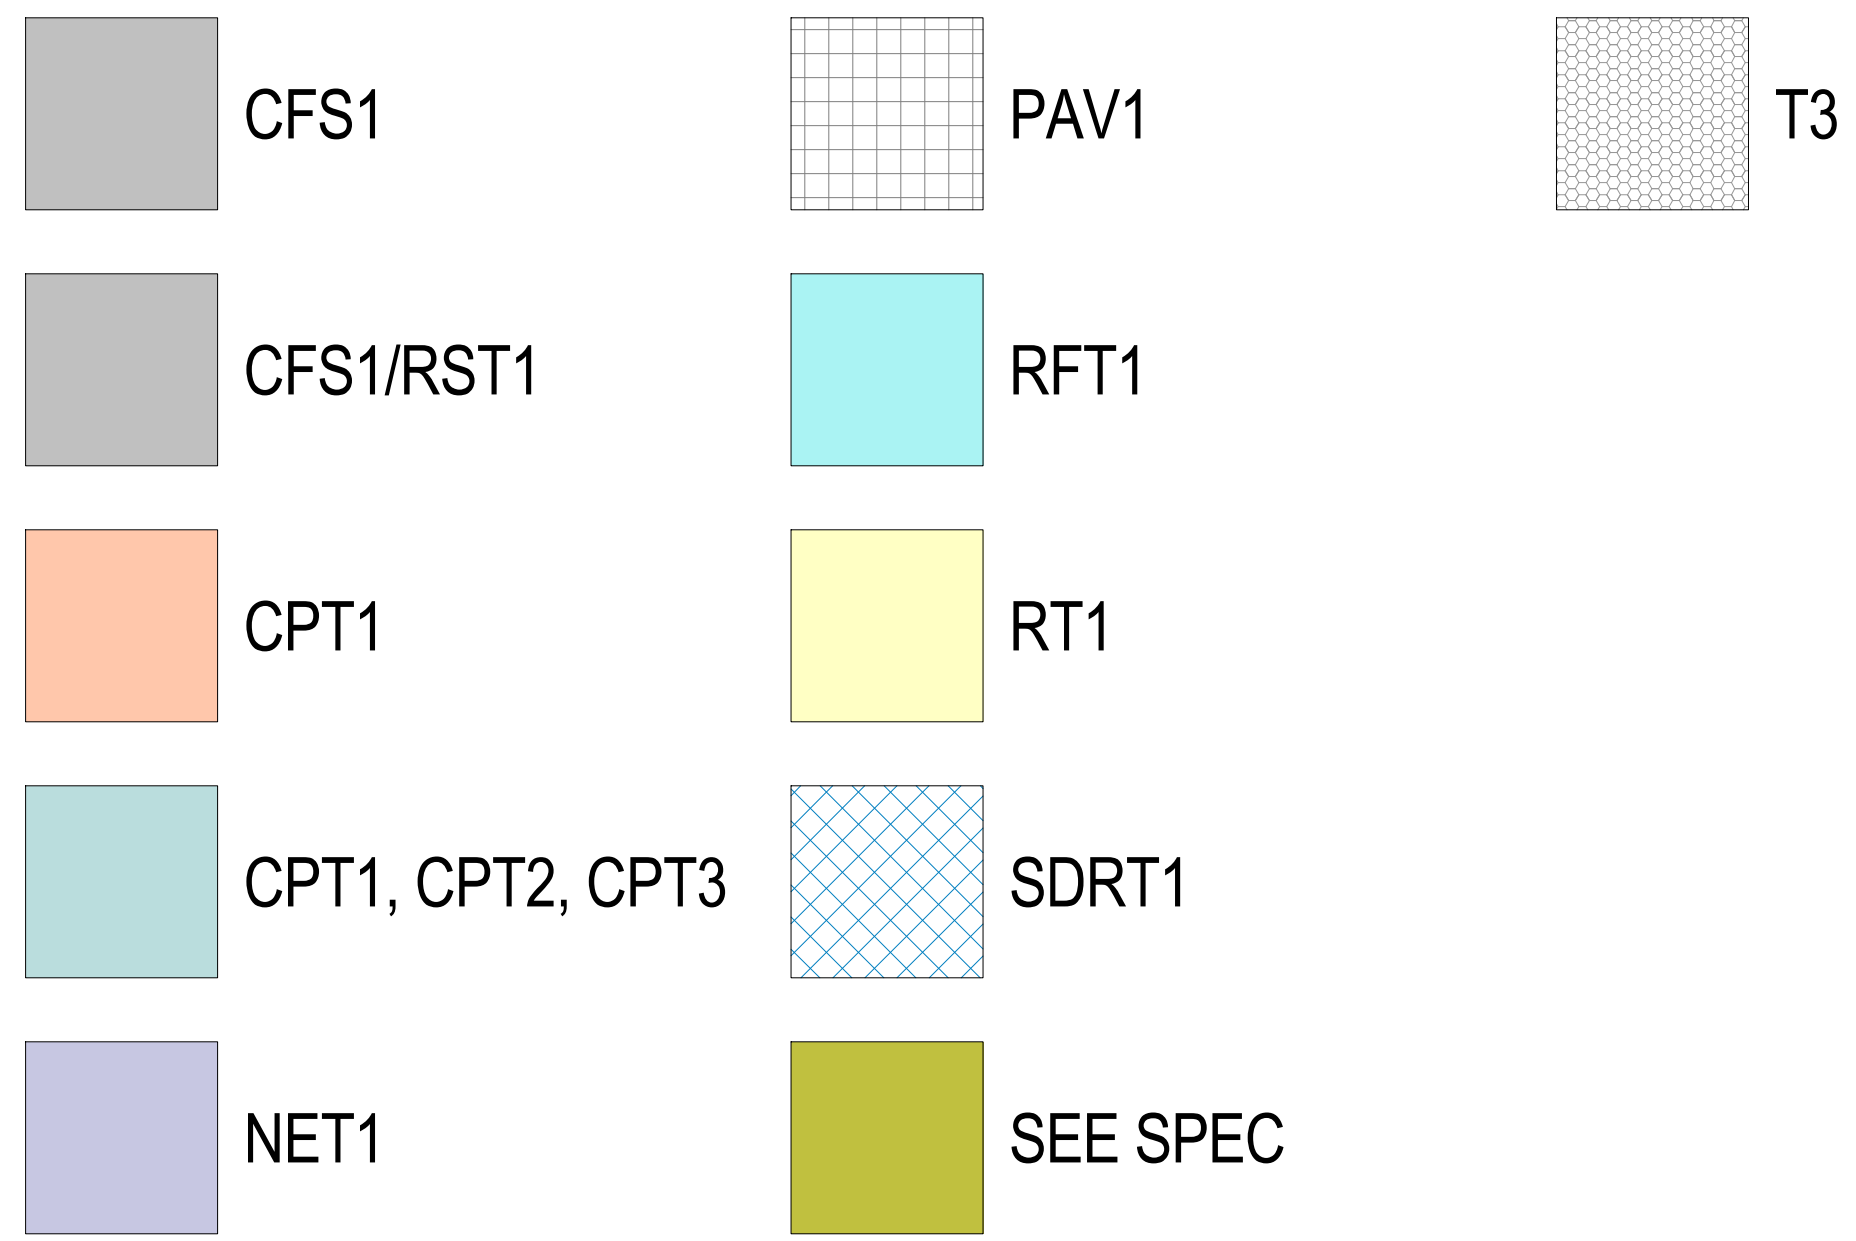 CFS1
CFS1/RST1
CPT1
CPT1, CPT2, CPT3
NET1
PAV1
RFT1
RT1
SDRT1
SEE SPEC
T3